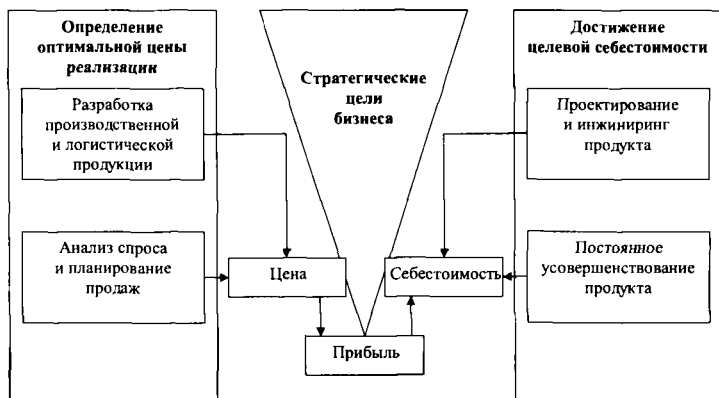 Определение
оптимальной цены
реализации
Разработка
производственной
и логистической
продукции
Анализ спроса
и планирование
продаж
Стратегические
цели
бизнеса
Цена
Себестоимость
Прибыль
Достижение
целевой себестоимости
Проектирование
и инжиниринг
продукта
Постоянное
усовершенствование
продукта